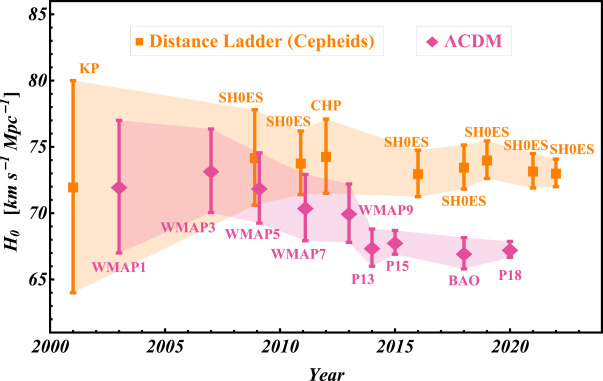 85
Distance Ladder (Cepheids) ΛCDM
80
KP
SH0ES
CHP
SH0ES
75
SH0ES
SH0ES
SH0ES
SH0ES
SH0ES
SH0ES
70
WMAP3
WMAP5
WMAP9
WMAP1
WMAP7
65
P13
P15
BAO
P18
H0 [km s−1 Mpc−1]
2000 2005 2010 2015 2020
Year